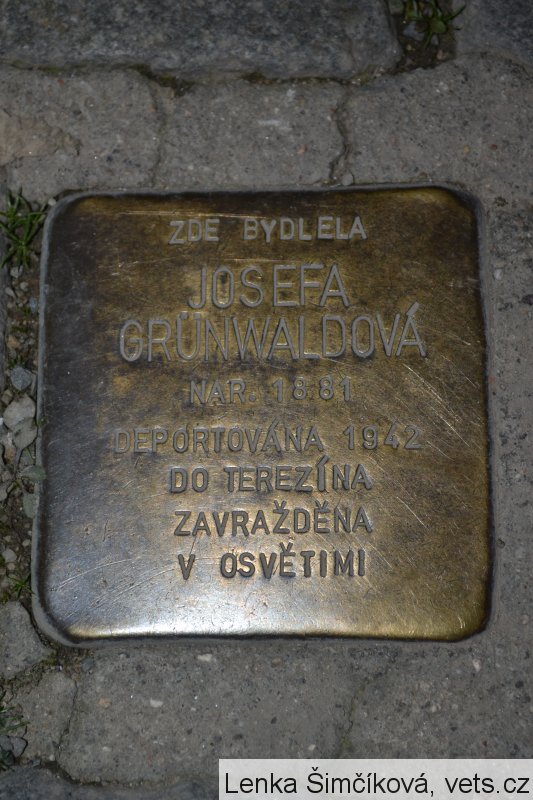 ZDE BYDLELA
JOSEFA
GRÜNWALDOVÁ
NAR. 1881
DEPORTOVÁNA 1942
DO TEREZÍNA
ZAVRAŽDĚNA
V OSVĚTIMI
Lenka Šimčíková, vets.cz